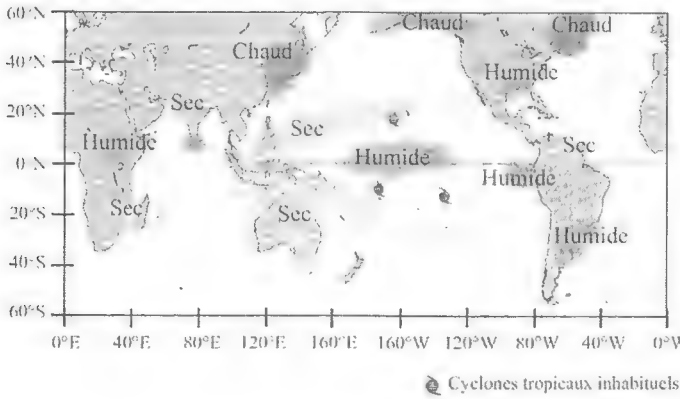 60°N
Chaud
Chaud
Chaud
40°N
Humide
20°N
Sec
Sec
Humide
Humide
Sec
0°N
Humide
Sec
Sec
20°S
Humide
40°S
60°S
0°E 40°E 80°E 120°E 160°E 160°W 120°W 80°W 40°W 0°W
Cyclones tropicaux inhabituels